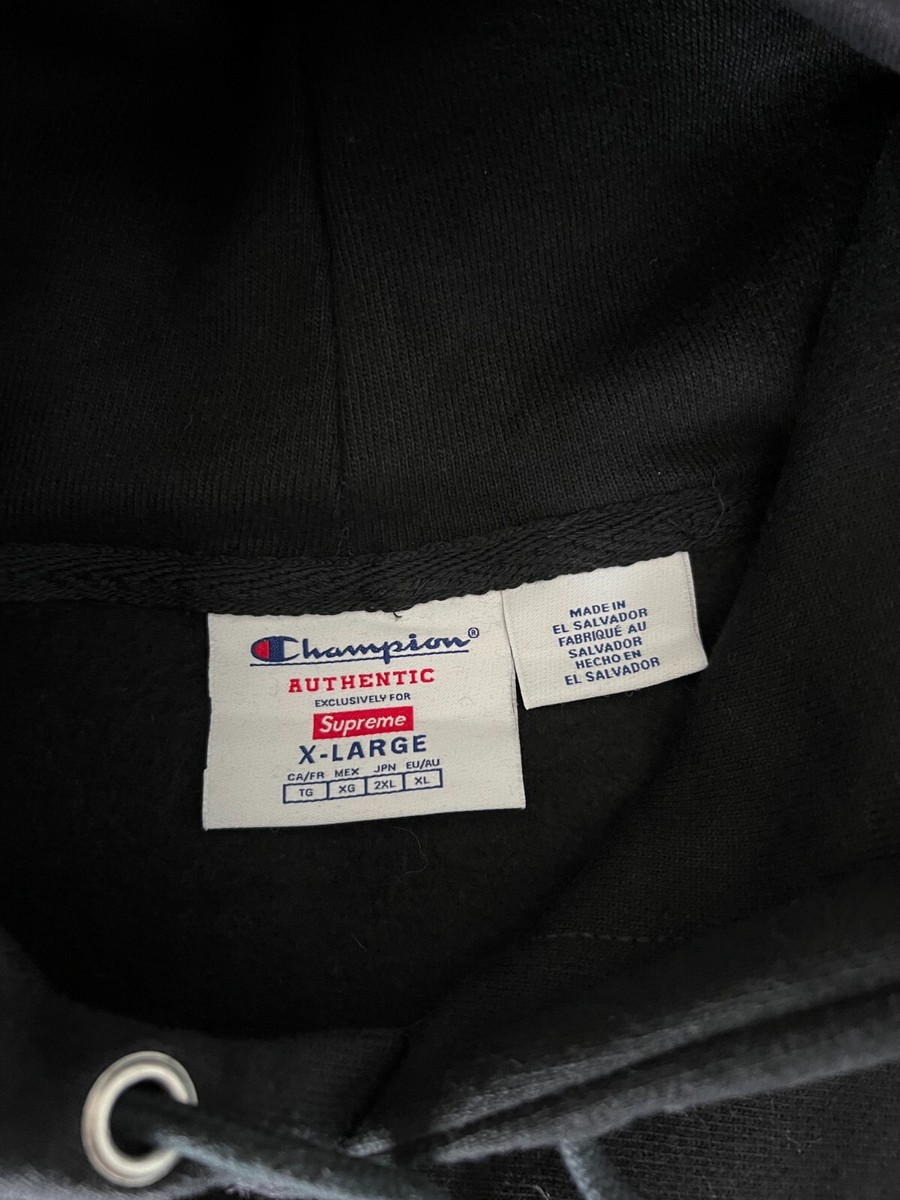 Champion®
AUTHENTIC
EXCLUSIVELY FOR
Supreme
X-LARGE
CA/FR MEX JPN EU/AU
TG XG 2XL XL
MADE IN
EL SALVADOR
FABRIQUÉ AU
SALVADOR
HECHO EN
EL SALVADOR